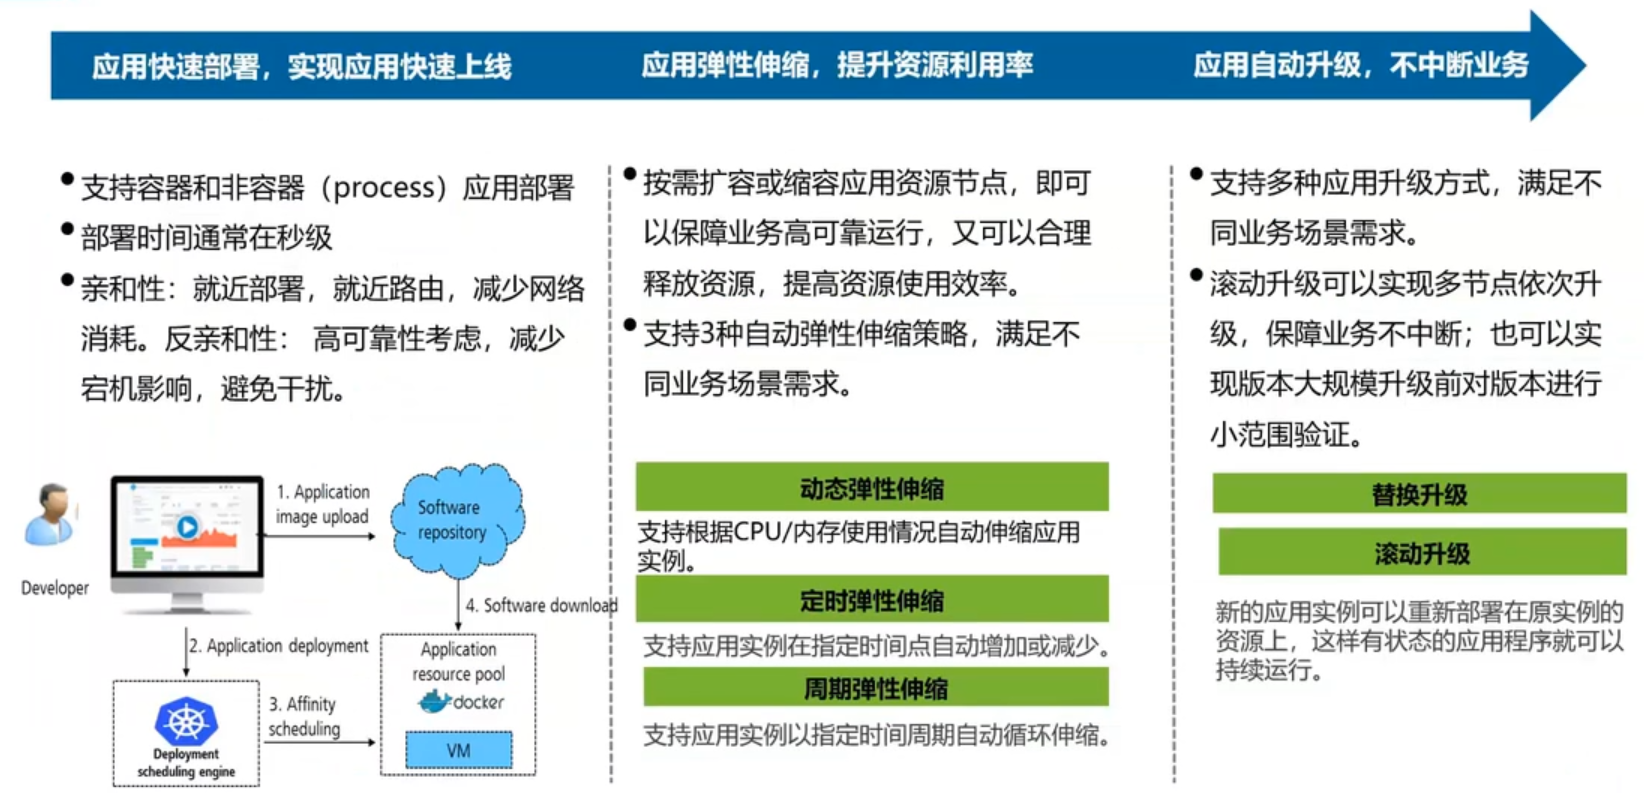 应用快速部署，实现应用快速上线
应用弹性伸缩，提升资源利用率
应用自动升级，不中断业务
支持容器和非容器（process）应用部署
部署时间通常在秒级
亲和性：就近部署，就近路由，减少网络
消耗。反亲和性： 高可靠性考虑，减少
宕机影响，避免干扰。
Developer
1. Application
image upload
Software
repository
4. Software download
2. Application deployment
Deployment
scheduling engine
3. Affinity
scheduling
Application
resource pool
docker
VM
按需扩容或缩容应用资源节点，即可
以保障业务高可靠运行，又可以合理
释放资源，提高资源使用效率。
支持3种自动弹性伸缩策略，满足不
同业务场景需求。
动态弹性伸缩
支持根据CPU/内存使用情况自动伸缩应用
实例。
定时弹性伸缩
支持应用实例在指定时间点自动增加或减少。
周期弹性伸缩
支持应用实例以指定时间周期自动循环伸缩。
支持多种应用升级方式，满足不
同业务场景需求。
滚动升级可以实现多节点依次升
级，保障业务不中断；也可以实
现版本大规模升级前对版本进行
小范围验证。
替换升级
滚动升级
新的应用实例可以重新部署在原实例的
资源上，这样有状态的应用程序就可以
持续运行。